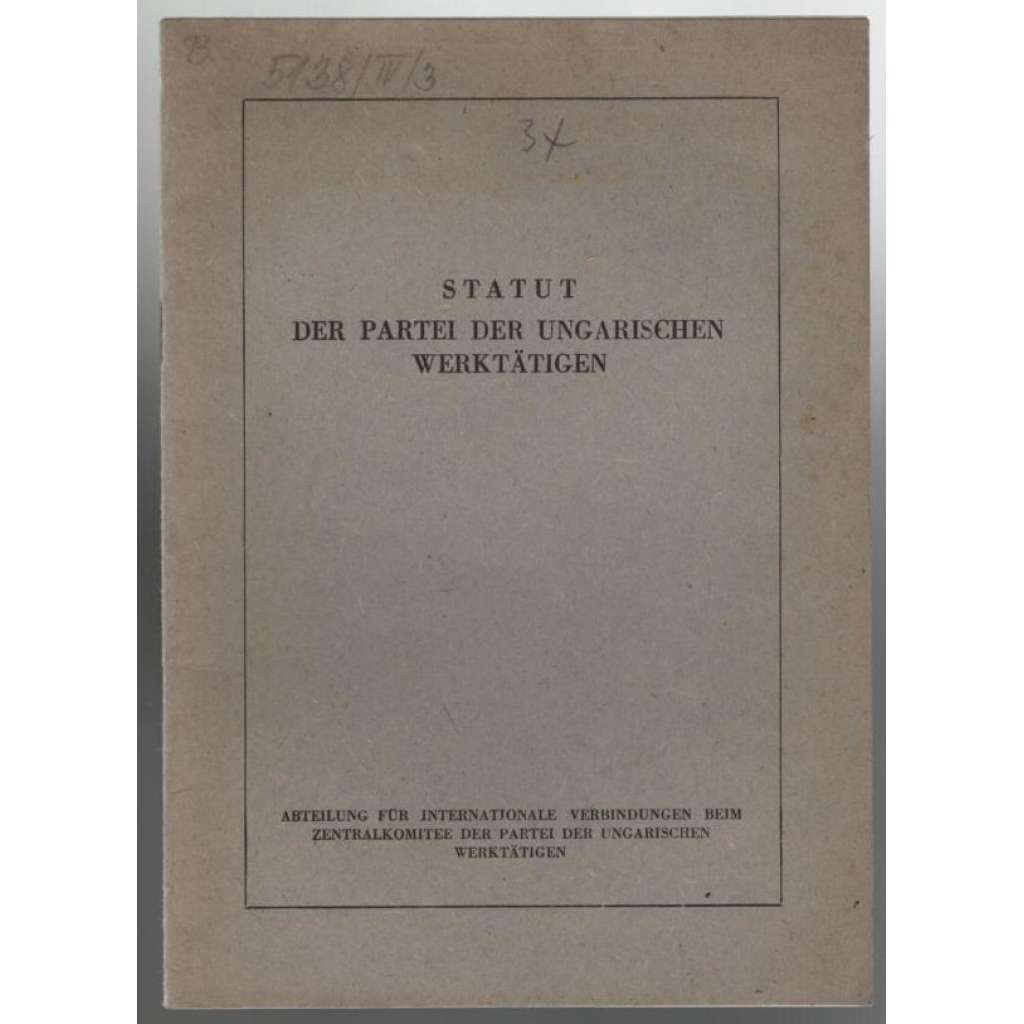 B
5138/IV/3
3x
STATUT
DER PARTEI DER UNGARISCHEN
WERKTÄTIGEN
ABTEILUNG FÜR INTERNATIONALE VERBINDUNGEN BEIM
ZENTRALKOMITEE DER PARTEI DER UNGARISCHEN
WERKTÄTIGEN